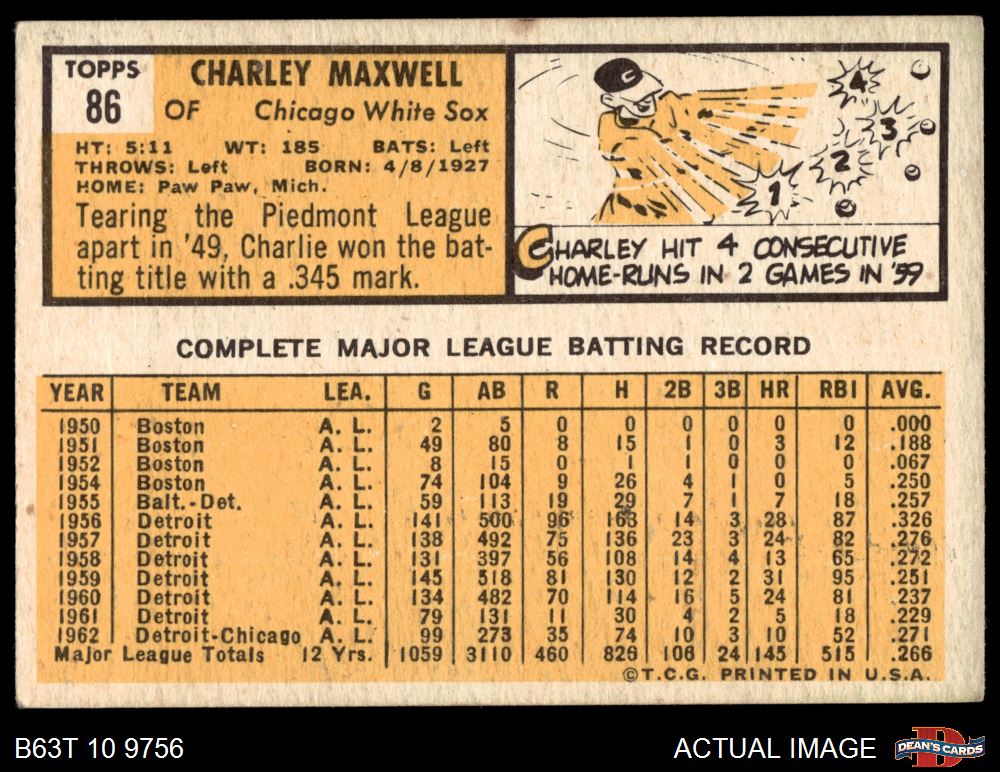 TOPPS
86
CHARLEY MAXWELL
OF Chicago White Sox
HT: 5:11 WT: 185 BATS: Left
THROWS: Left BORN: 4/8/1927
HOME: Paw Paw, Mich.
Tearing the Piedmont League
apart in '49, Charlie won the bat-
ting title with a .345 mark.
C
1
2
3
4
CHARLEY HIT 4 CONSECUTIVE
HOME-RUNS IN 2 GAMES IN '59
COMPLETE MAJOR LEAGUE BATTING RECORD
YEAR TEAM LEA. G AB R H 2B 3B HR RBI AVG.
1950 Boston A. L. 2 5 0 0 0 0 0 0 .000
1951 Boston A. L. 49 80 8 15 1 0 3 12 .188
1952 Boston A. L. 8 15 0 1 1 0 0 0 .067
1954 Boston A. L. 74 104 9 26 4 1 0 5 .250
1955 Balt.-Det. A. L. 59 113 19 29 7 1 7 18 .257
1956 Detroit A. L. 141 500 96 163 14 3 28 87 .326
1957 Detroit A. L. 138 492 75 136 23 3 24 82 .276
1958 Detroit A. L. 131 397 56 108 14 4 13 65 .272
1959 Detroit A. L. 145 518 81 130 12 2 31 95 .251
1960 Detroit A. L. 134 482 70 114 16 5 24 81 .237
1961 Detroit A. L. 79 131 11 30 4 2 5 18 .229
1962 Detroit-Chicago A. L. 99 273 35 74 10 3 10 52 .271
Major League Totals 12 Yrs. 1059 3110 460 826 106 24 145 515 .266
©T.C.G. PRINTED IN U.S.A.
B63T 10 9756
ACTUAL IMAGE
D
DEAN'S CARDS